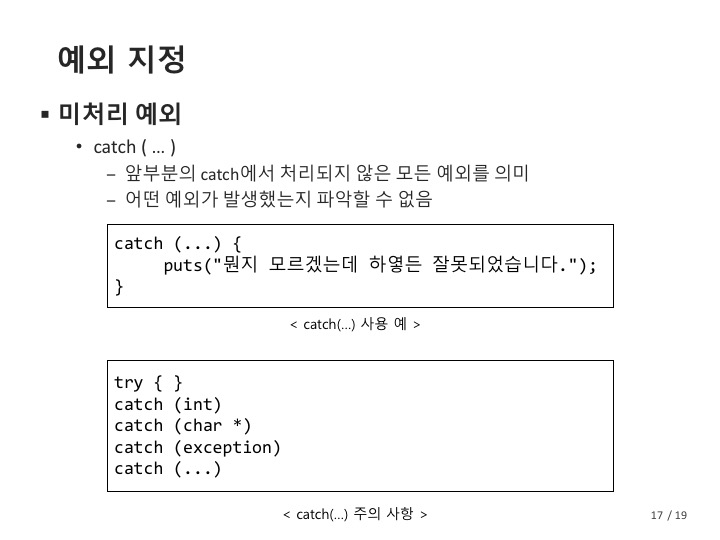 예외 지정
▪ 미처리 예외
• catch ( … )
– 앞부분의 catch에서 처리되지 않은 모든 예외를 의미
– 어떤 예외가 발생했는지 파악할 수 없음
catch (...) {
puts("뭔지 모르겠는데 하옇든 잘못되었습니다.");
}
< catch(…) 사용 예 >
try { }
catch (int)
catch (char *)
catch (exception)
catch (...)
< catch(…) 주의 사항 >
17 / 19